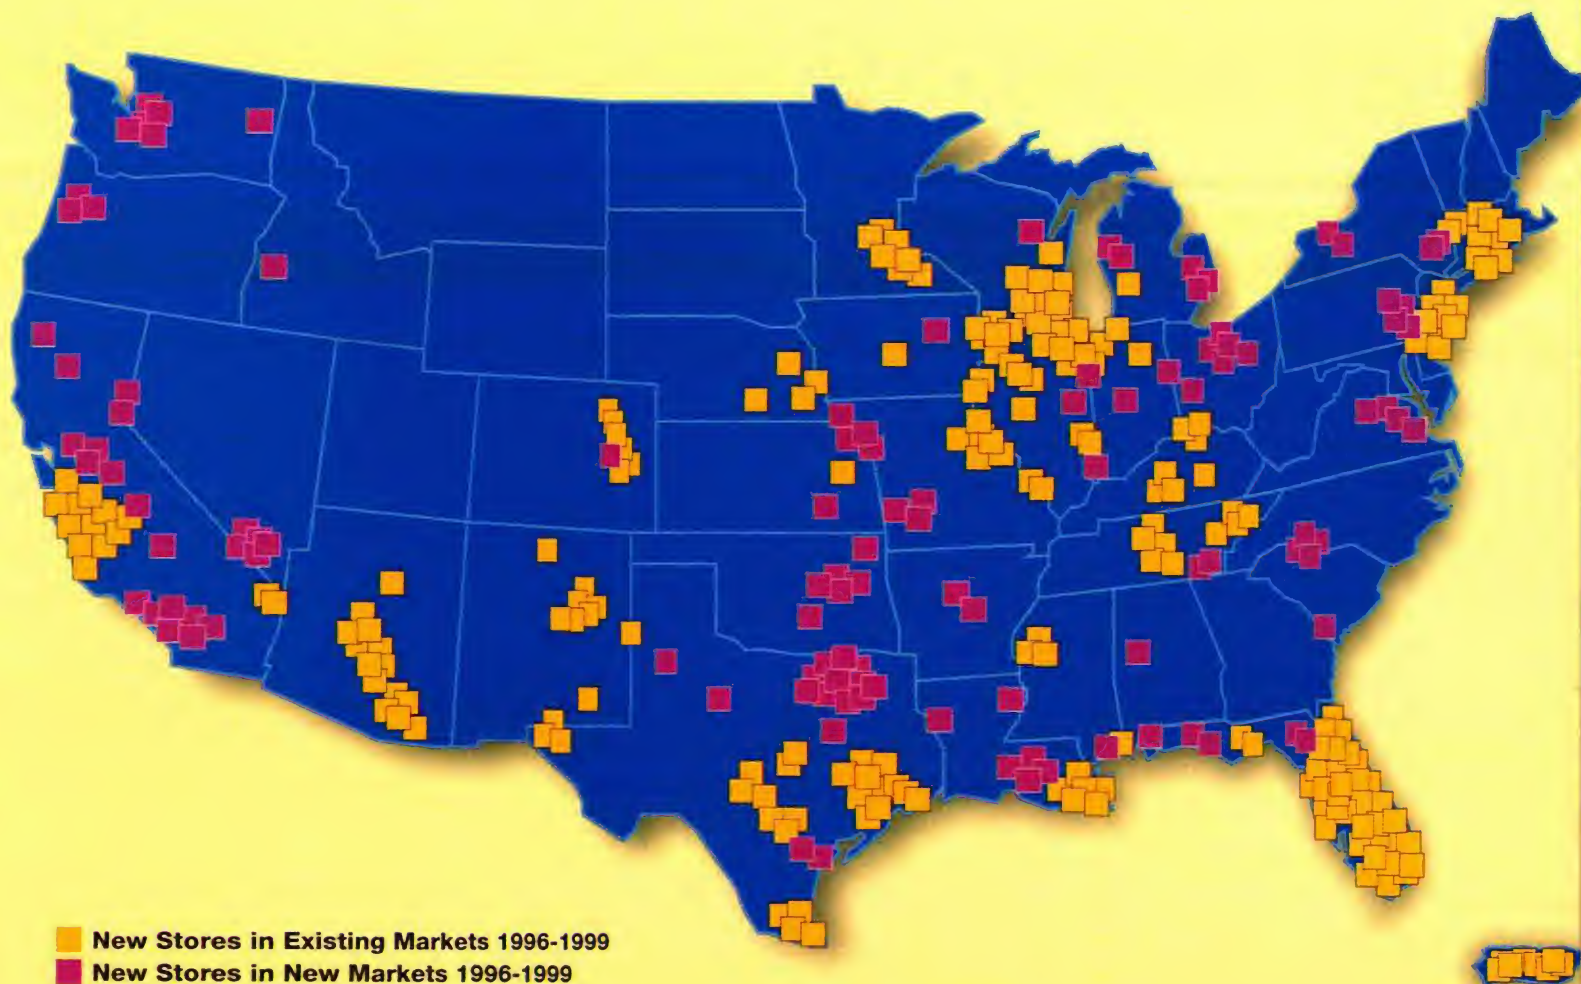 New Stores in Existing Markets 1996-1999
New Stores in New Markets 1996-1999